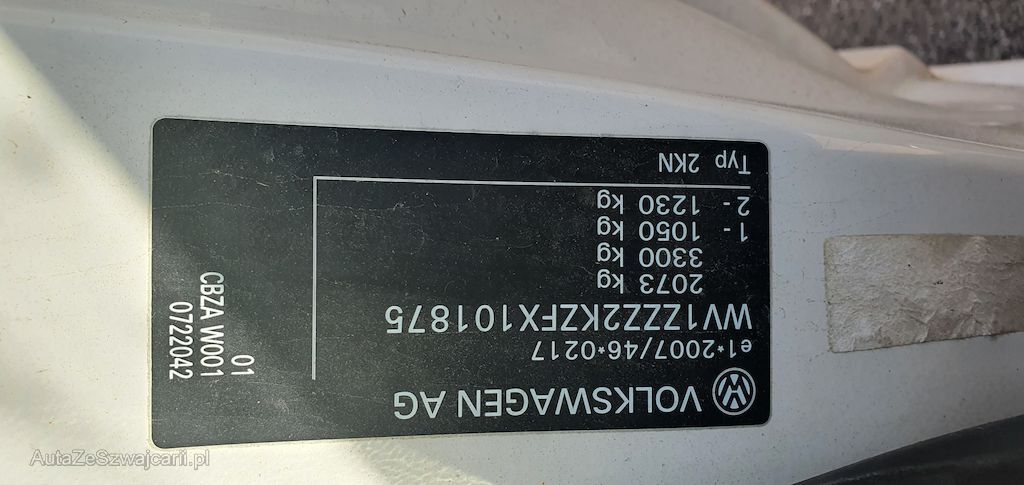 VOLKSWAGEN AG
e1*2007/46*0217
WV1ZZZ2KZFX101875
2073 kg
3300 kg
1 - 1050 kg
2 - 1230 kg
Typ 2KN
0722042
CBZA W001
01
AutaZeSzwajcarii.pl